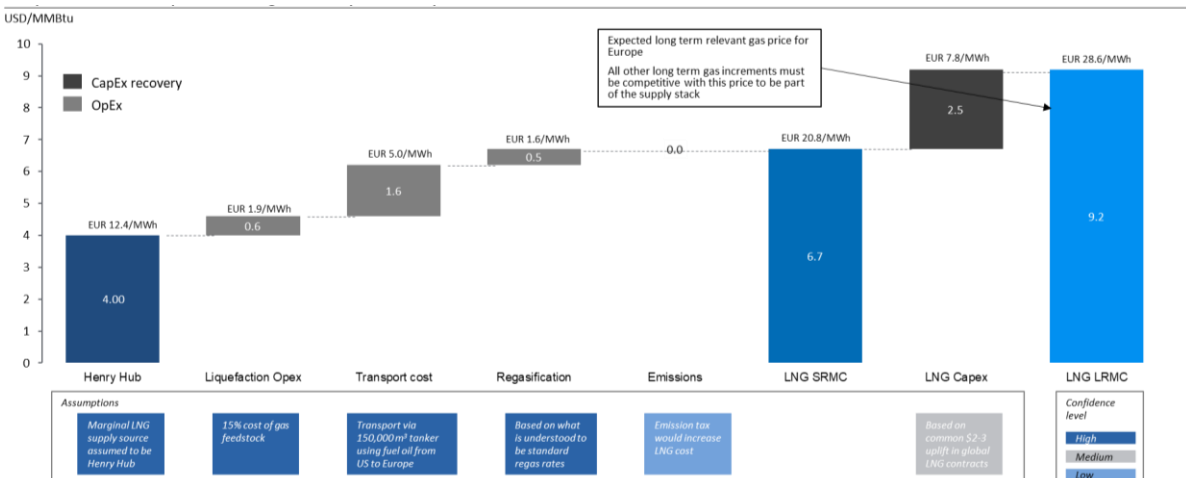 USD/MMBtu
10
9
8
7
6
5
4
3
2
1
0
CapEx recovery
OpEx
Expected long term relevant gas price for
Europe
All other long term gas increments must
be competitive with this price to be part
of the supply stack
EUR 12.4/MWh
4.00
EUR 1.9/MWh
0.6
EUR 5.0/MWh
1.6
EUR 1.6/MWh
0.5
0.0
EUR 20.8/MWh
6.7
EUR 7.8/MWh
2.5
EUR 28.6/MWh
9.2
Henry Hub
Liquefaction Opex
Transport cost
Regasification
Emissions
LNG SRMC
LNG Capex
LNG LRMC
Assumptions
Marginal LNG
supply source
assumed to be
Henry Hub
15% cost of gas
feedstock
Transport via
150,000 m³ tanker
using fuel oil from
US to Europe
Based on what
is understood to
be standard
regas rates
Emission tax
would increase
LNG cost
Based on
common $2-3
uplift in global
LNG contracts
Confidence
level
High
Medium
Low